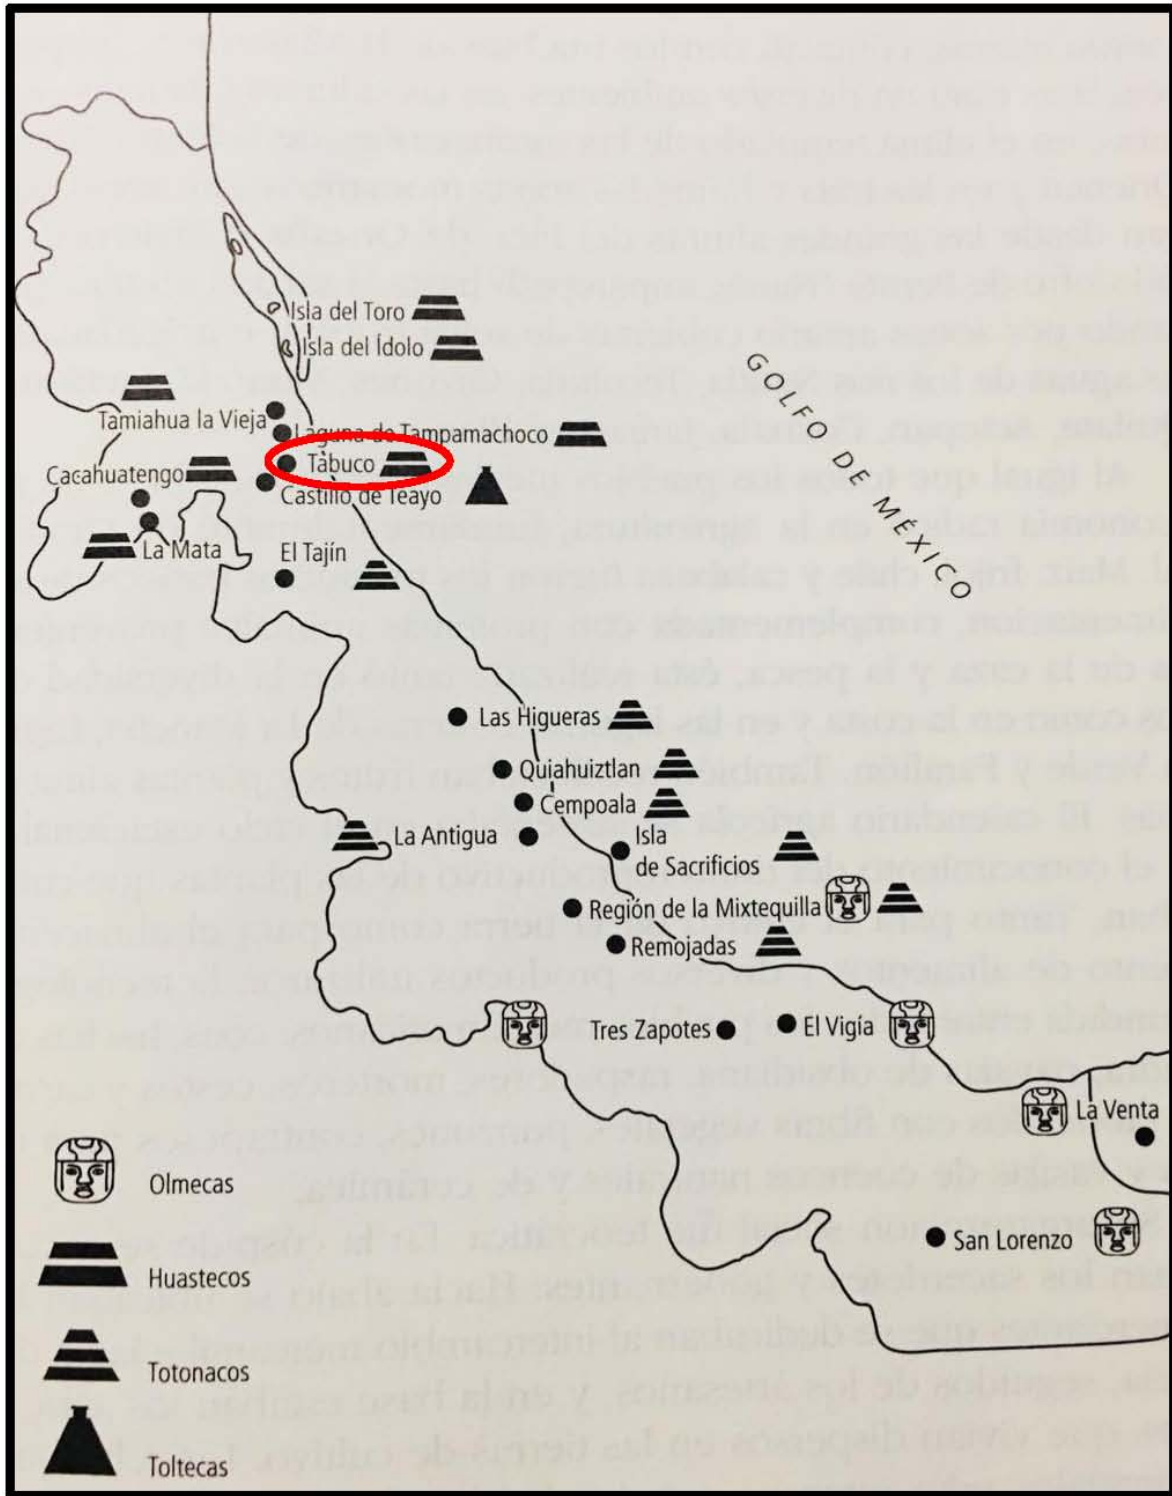 Isla del Toro
Isla del Ídolo
GOLFO DE MÉXICO
Tamiahua la Vieja
Laguna de Tampamachoco
Tabuco
Cacahuatengo
Castillo de Teayo
La Mata
El Tajín
Las Higueras
Quiahuiztlan
Cempoala
La Antigua
Isla
de Sacrificios
Región de la Mixtequilla
Remojadas
Tres Zapotes
El Vigía
La Venta
San Lorenzo
Olmecas
Huastecos
Totonacos
Toltecas